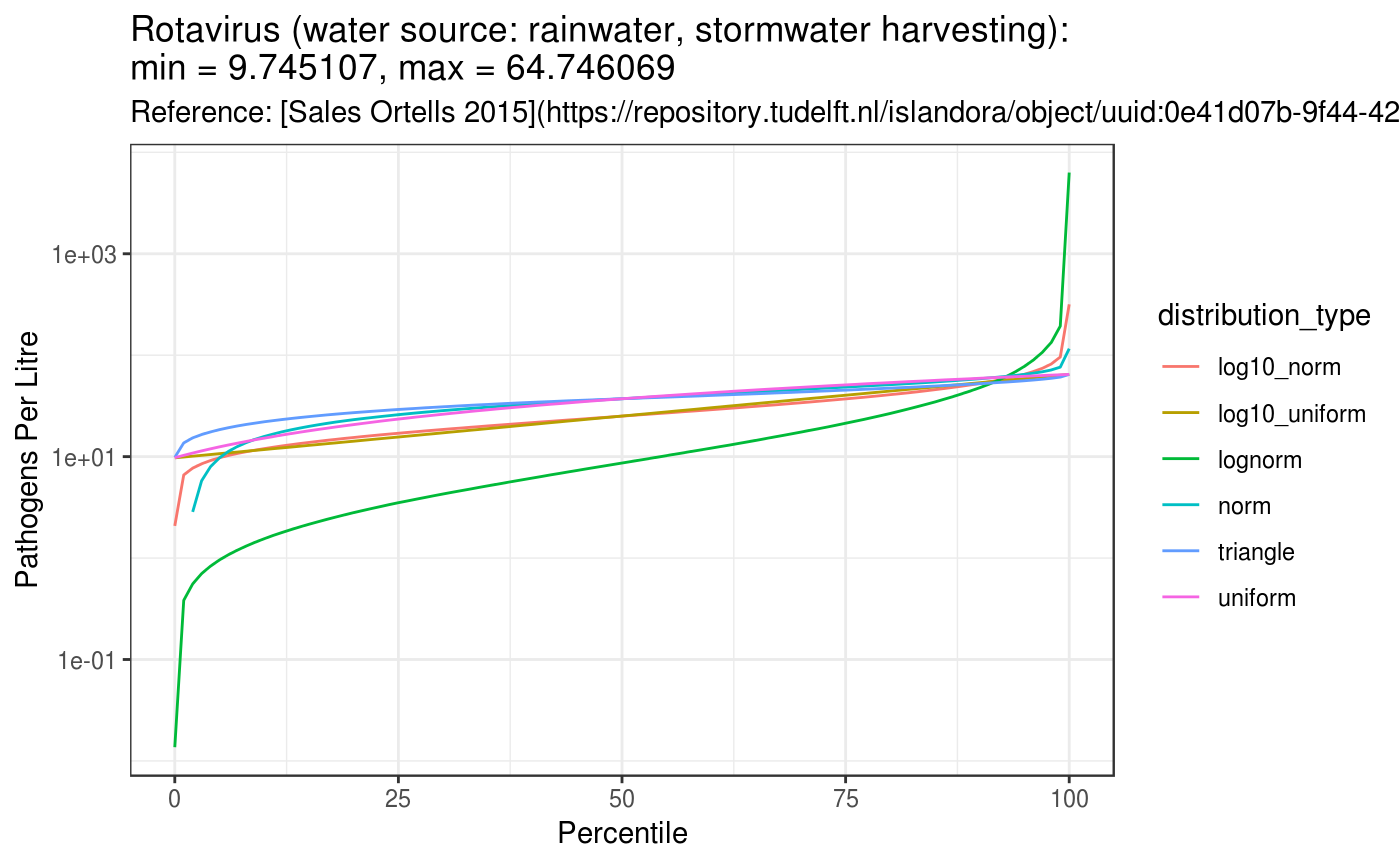 Rotavirus (water source: rainwater, stormwater harvesting):
min = 9.745107, max = 64.746069
Reference: [Sales Ortells 2015](https://repository.tudelft.nl/islandora/object/uuid:0e41d07b-9f44-42
Pathogens Per Litre
1e+03
1e+01
1e-01
0 25 50 75 100
Percentile
distribution_type
log10_norm
log10_uniform
lognorm
norm
triangle
uniform